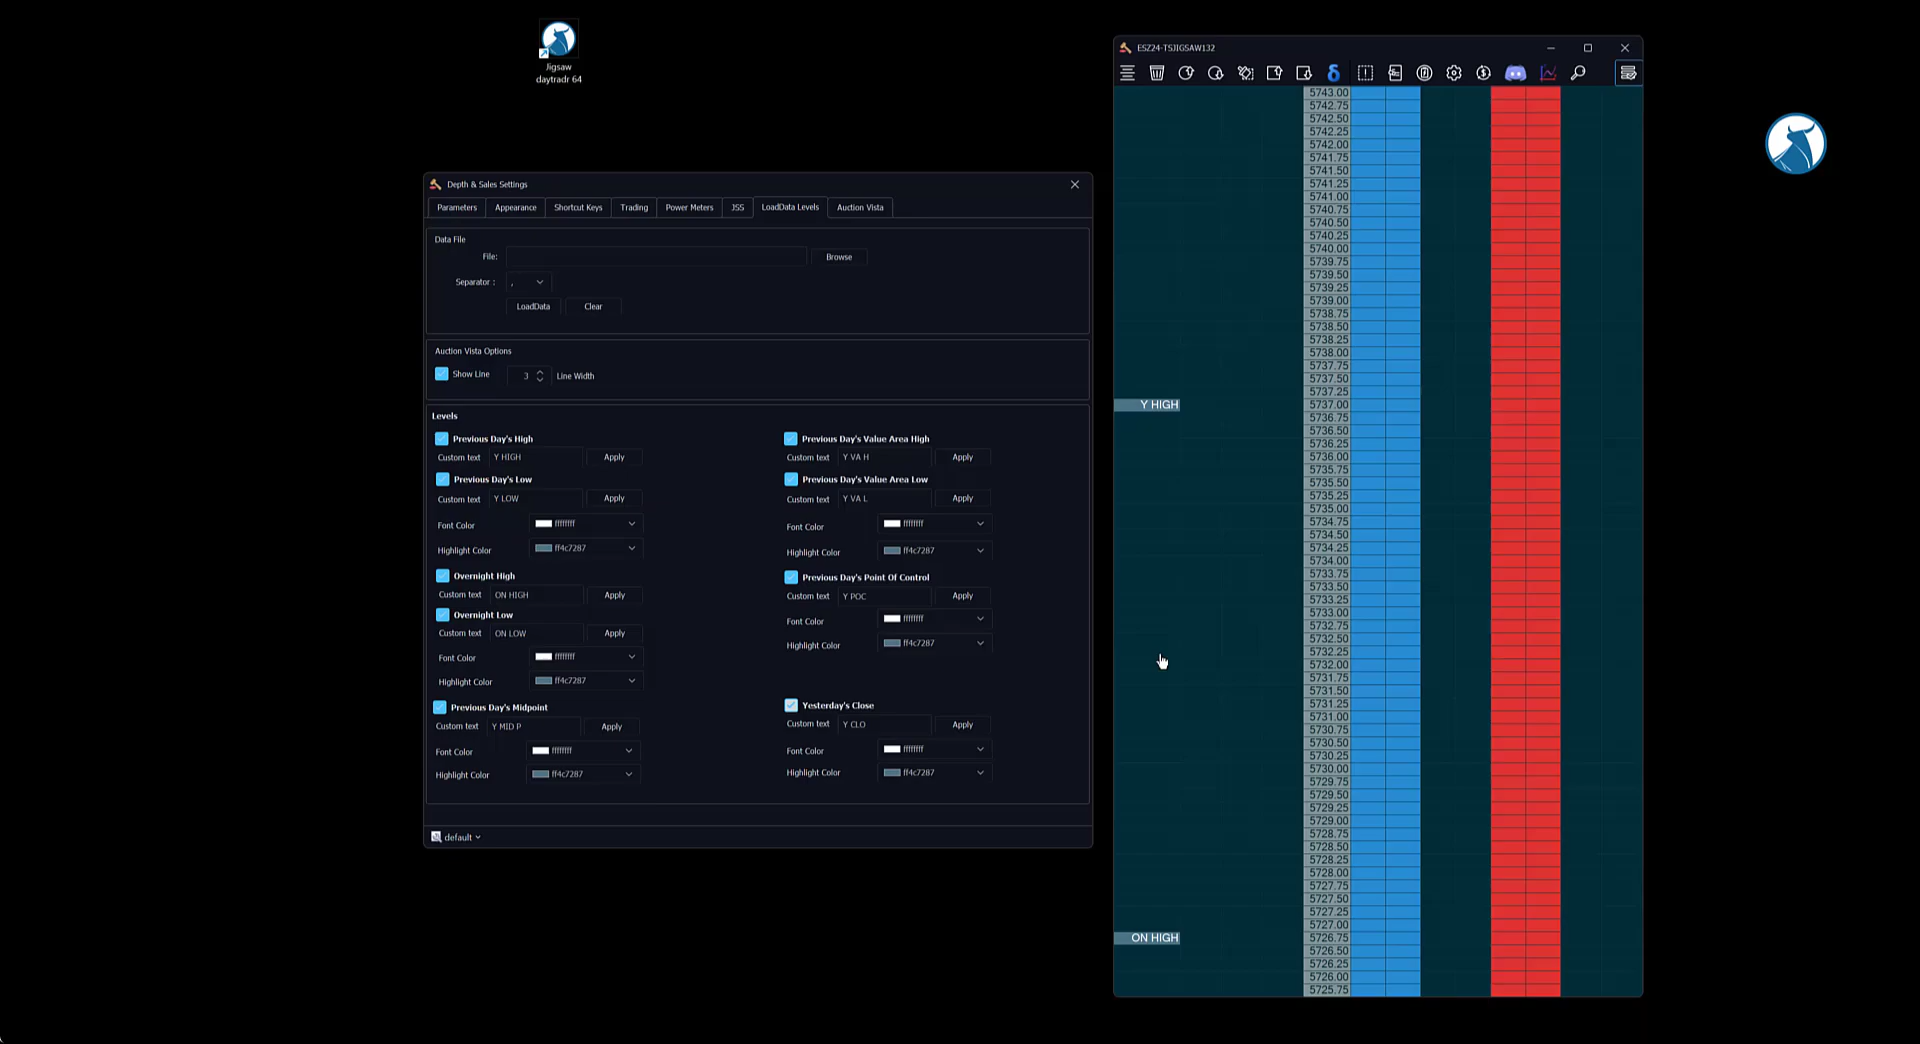 Jigsaw
daytradr 64
Depth & Sales Settings
Parameters
Appearance
Shortcut Keys
Trading
Power Meters
JSS
LoadData Levels
Auction Vista
Data File
File:
Browse
Separator :
,
LoadData
Clear
Auction Vista Options
Show Line
3
Line Width
Levels
Previous Day's High
Custom text
Y HIGH
Apply
Previous Day's Low
Custom text
Y LOW
Apply
Font Color
ffffffff
Highlight Color
ff4c7287
Overnight High
Custom text
ON HIGH
Apply
Overnight Low
Custom text
ON LOW
Apply
Font Color
ffffffff
Highlight Color
ff4c7287
Previous Day's Midpoint
Custom text
Y MID P
Apply
Font Color
ffffffff
Highlight Color
ff4c7287
Previous Day's Value Area High
Custom text
Y VA H
Apply
Previous Day's Value Area Low
Custom text
Y VA L
Apply
Font Color
ffffffff
Highlight Color
ff4c7287
Previous Day's Point Of Control
Custom text
Y POC
Apply
Font Color
ffffffff
Highlight Color
ff4c7287
Yesterday's Close
Custom text
Y CLO
Apply
Font Color
ffffffff
Highlight Color
ff4c7287
default
ESZ24-TSJIGSAW132
5743.00
5742.75
5742.50
5742.25
5742.00
5741.75
5741.50
5741.25
5741.00
5740.75
5740.50
5740.25
5740.00
5739.75
5739.50
5739.25
5739.00
5738.75
5738.50
5738.25
5738.00
5737.75
5737.50
5737.25
Y HIGH 5737.00
5736.75
5736.50
5736.25
5736.00
5735.75
5735.50
5735.25
5735.00
5734.75
5734.50
5734.25
5734.00
5733.75
5733.50
5733.25
5733.00
5732.75
5732.50
5732.25
5732.00
5731.75
5731.50
5731.25
5731.00
5730.75
5730.50
5730.25
5730.00
5729.75
5729.50
5729.25
5729.00
5728.75
5728.50
5728.25
5728.00
5727.75
5727.50
5727.25
5727.00
ON HIGH 5726.75
5726.50
5726.25
5726.00
5725.75